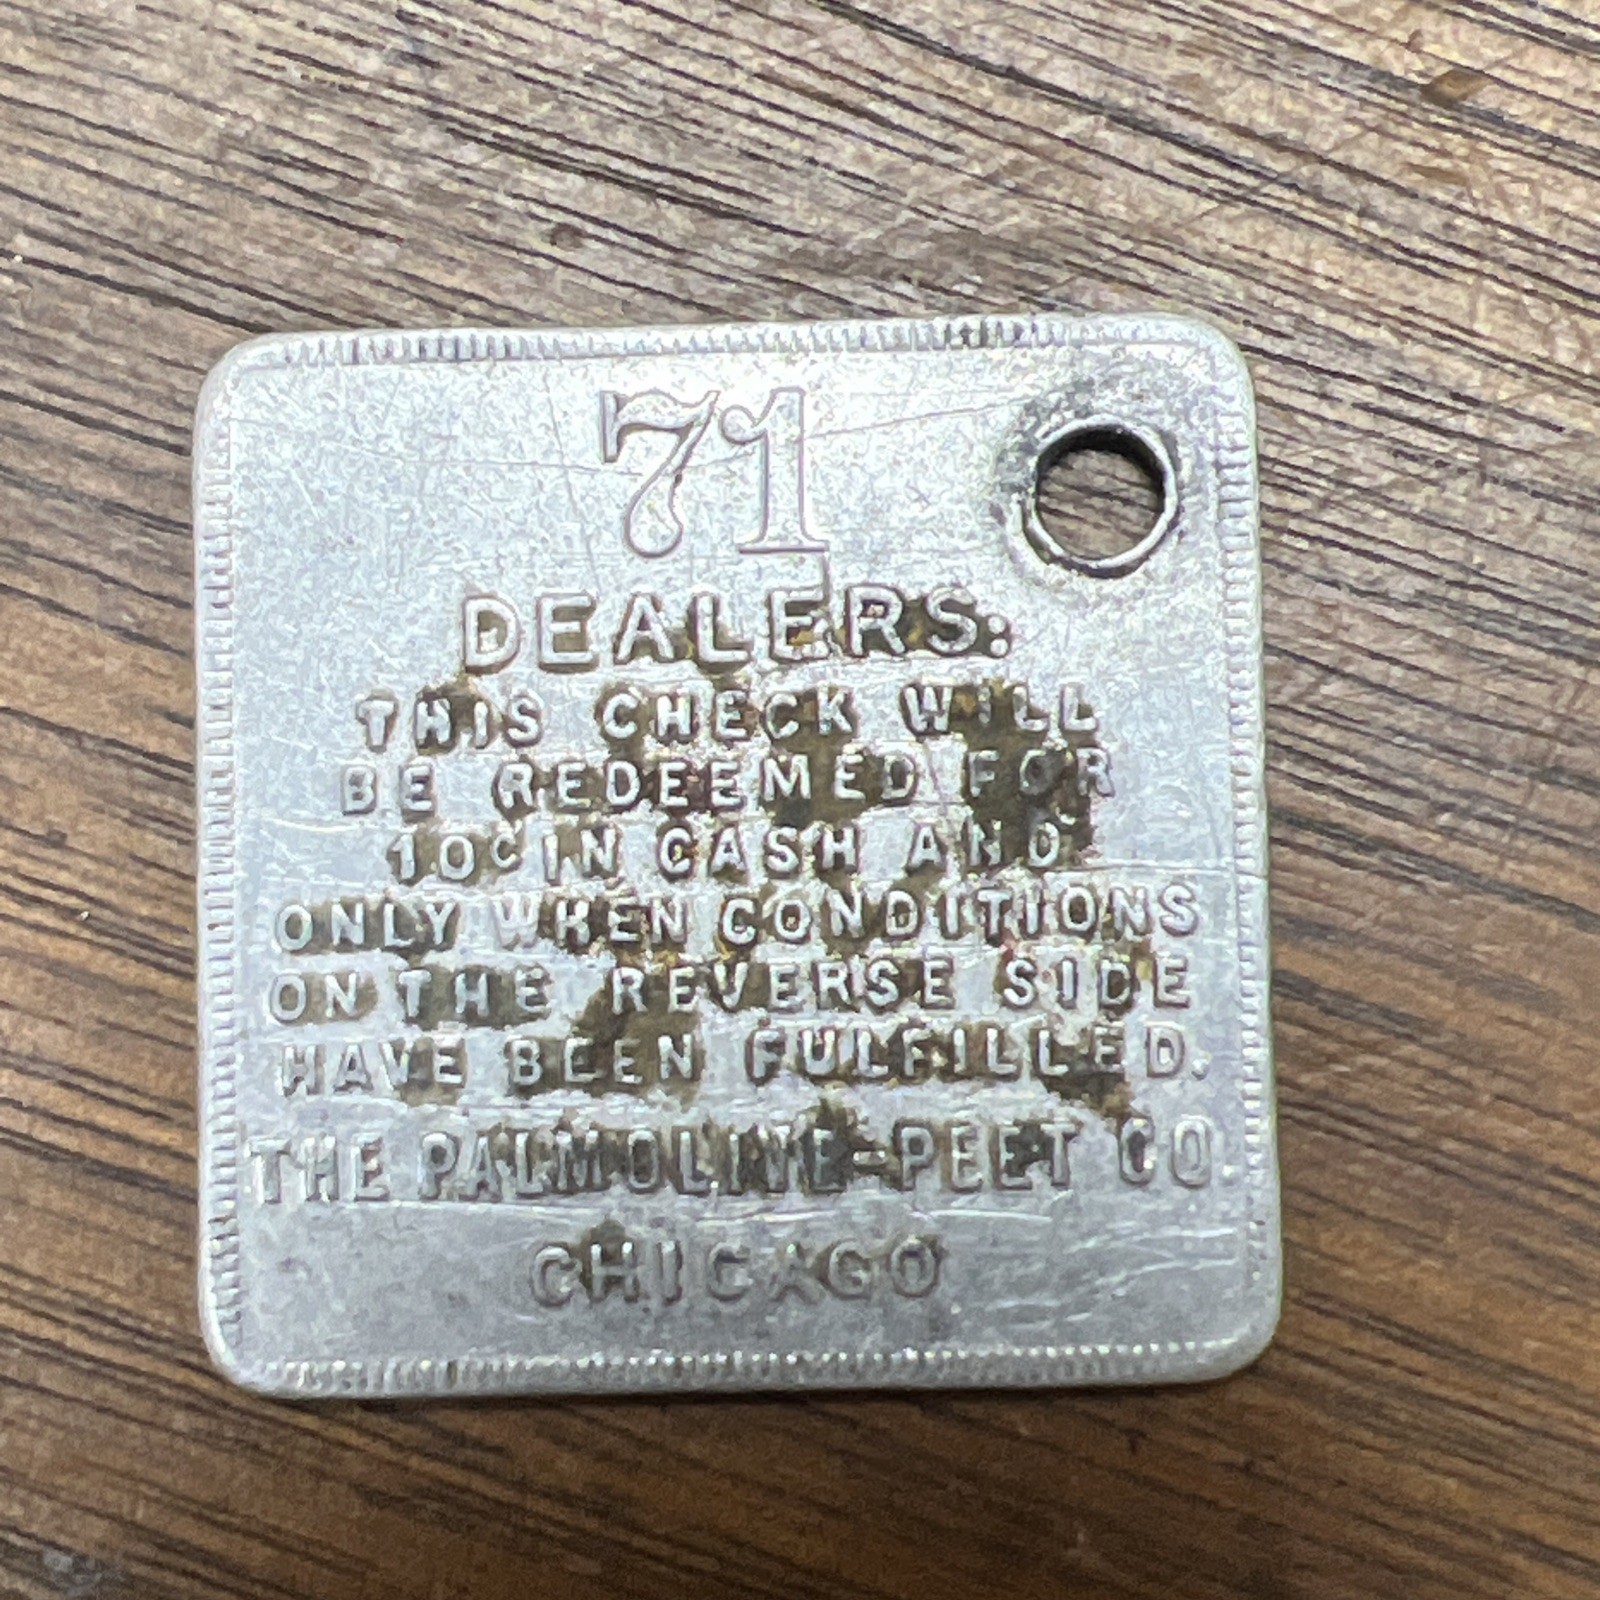 71
DEALERS:
THIS CHECK WILL
BE REDEEMED FOR
10¢ IN CASH AND
ONLY WHEN CONDITIONS
ON THE REVERSE SIDE
HAVE BEEN FULFILLED.
THE PALMOLIVE-PEET CO.
CHICAGO